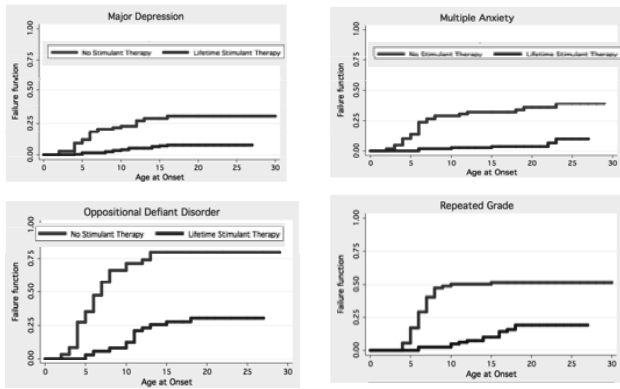 Major Depression
1.00
0.75
0.50
0.25
0.00
Failure function
No Stimulant Therapy
Lifetime Stimulant Therapy
0 5 10 15 20 25 30
Age at Onset
Multiple Anxiety
1.00
0.75
0.50
0.25
0.00
Failure function
No Stimulant Therapy
Lifetime Stimulant Therapy
0 5 10 15 20 25 30
Age at Onset
Oppositional Defiant Disorder
1.00
0.75
0.50
0.25
0.00
Failure function
No Stimulant Therapy
Lifetime Stimulant Therapy
0 5 10 15 20 25 30
Age at Onset
Repeated Grade
1.00
0.75
0.50
0.25
0.00
Failure function
0 5 10 15 20 25 30
Age at Onset